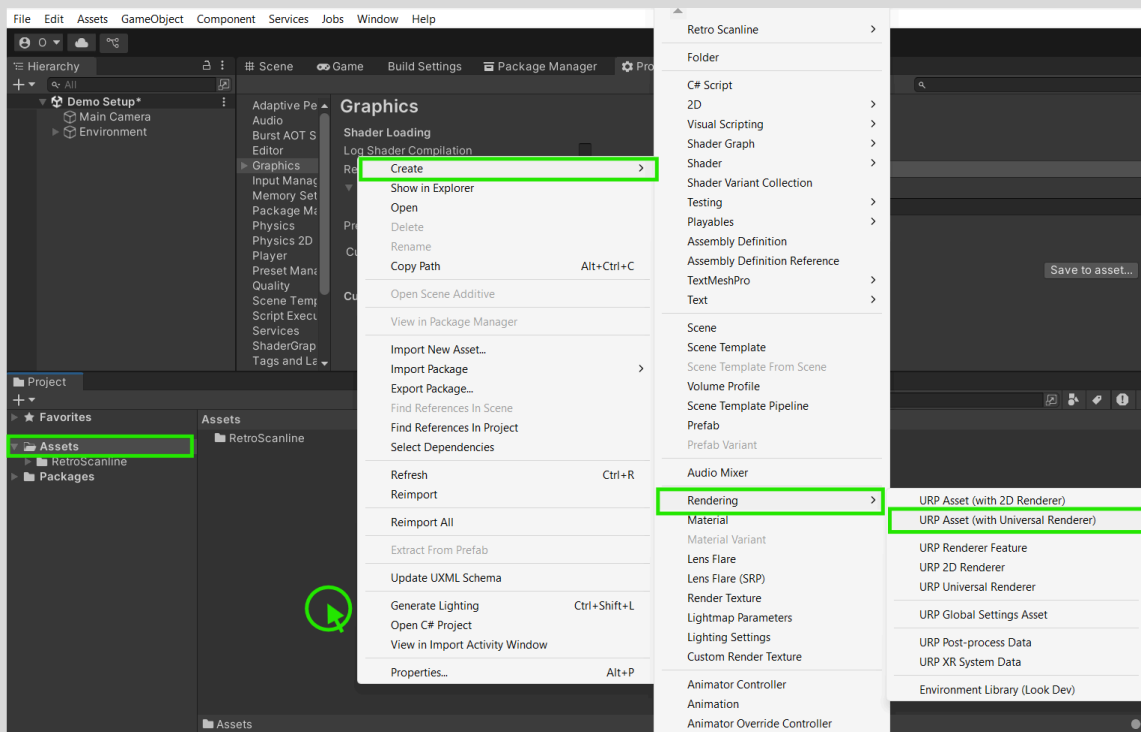 File Edit Assets GameObject Component Services Jobs Window Help
O
Hierarchy
All
Demo Setup*
Main Camera
Environment
Scene Game Build Settings Package Manager Pro
Adaptive Pe
Audio
Burst AOT S
Editor
Graphics
Input Manag
Memory Set
Package Ma
Physics
Physics 2D
Player
Preset Mana
Quality
Scene Temp
Script Execu
Services
ShaderGrap
Tags and La
Graphics
Shader Loading
Log Shader Compilation
Re
Pre
Cu
Cu
Save to asset...
Create
Show in Explorer
Open
Delete
Rename
Copy Path Alt+Ctrl+C
Open Scene Additive
View in Package Manager
Import New Asset...
Import Package
Export Package...
Find References In Scene
Find References In Project
Select Dependencies
Refresh Ctrl+R
Reimport
Reimport All
Extract From Prefab
Update UXML Schema
Generate Lighting Ctrl+Shift+L
Open C# Project
View in Import Activity Window
Properties... Alt+P
Retro Scanline
Folder
C# Script
2D
Visual Scripting
Shader Graph
Shader
Shader Variant Collection
Testing
Playables
Assembly Definition
Assembly Definition Reference
TextMeshPro
Text
Scene
Scene Template
Scene Template From Scene
Volume Profile
Scene Template Pipeline
Prefab
Prefab Variant
Audio Mixer
Rendering
Material
Material Variant
Lens Flare
Lens Flare (SRP)
Render Texture
Lightmap Parameters
Lighting Settings
Custom Render Texture
Animator Controller
Animation
Animator Override Controller
URP Asset (with 2D Renderer)
URP Asset (with Universal Renderer)
URP Renderer Feature
URP 2D Renderer
URP Universal Renderer
URP Global Settings Asset
URP Post-process Data
URP XR System Data
Environment Library (Look Dev)
Project
Favorites
Assets
RetroScanline
Packages
Assets
RetroScanline
Assets